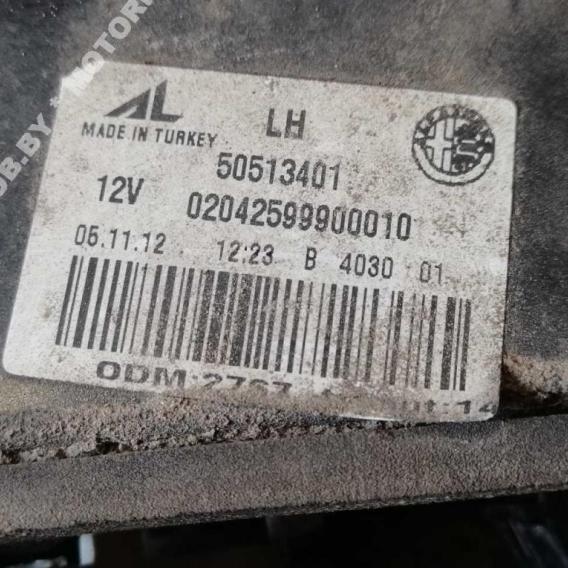 AL
MADE IN TURKEY
LH
50513401
12V
02042599900010
05.11.12 12:23 B 4030 01